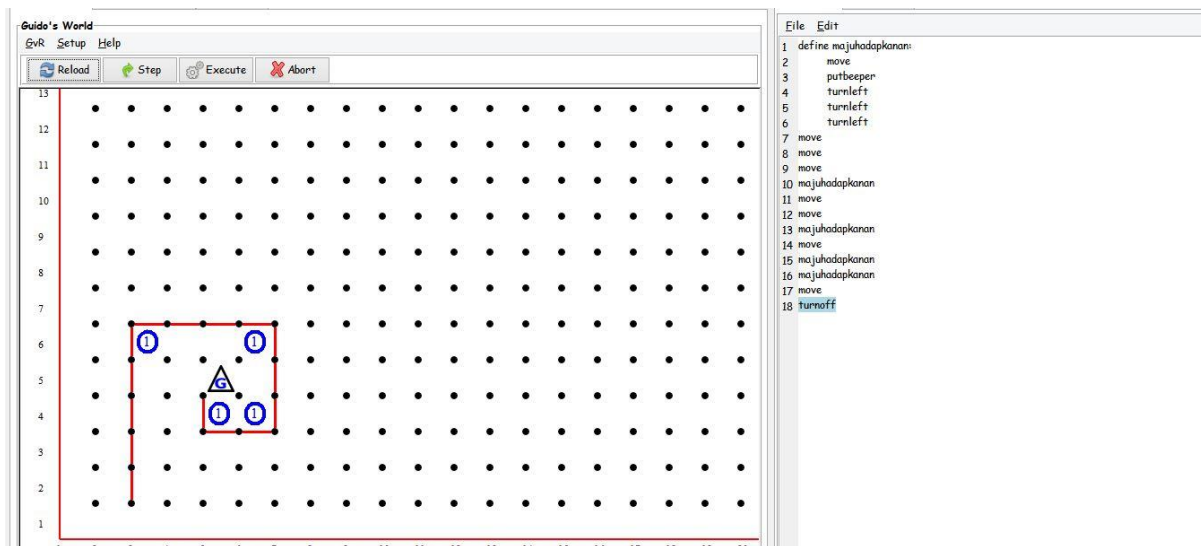 Guido's World
GvR Setup Help
Reload Step Execute Abort
13
12
11
10
9
8
7
6
5
4
3
2
1
1 1
G
1 1
File Edit
1 define majuhadapkanan:
2 move
3 putbeeper
4 turnleft
5 turnleft
6 turnleft
7 move
8 move
9 move
10 majuhadapkanan
11 move
12 move
13 majuhadapkanan
14 move
15 majuhadapkanan
16 majuhadapkanan
17 move
18 turnoff